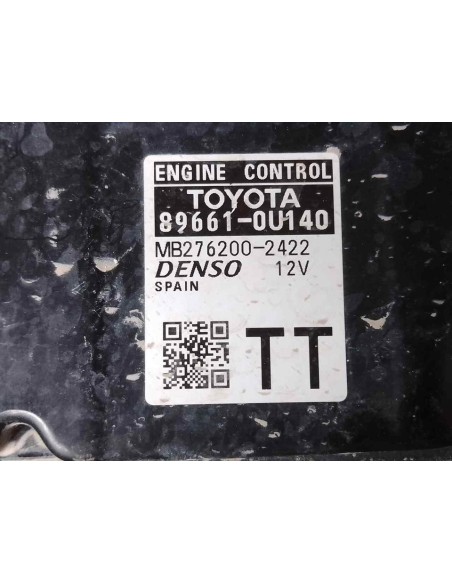 ENGINE CONTROL
TOYOTA
89661-0U140
MB276200-2422
DENSO 12V
SPAIN
TT